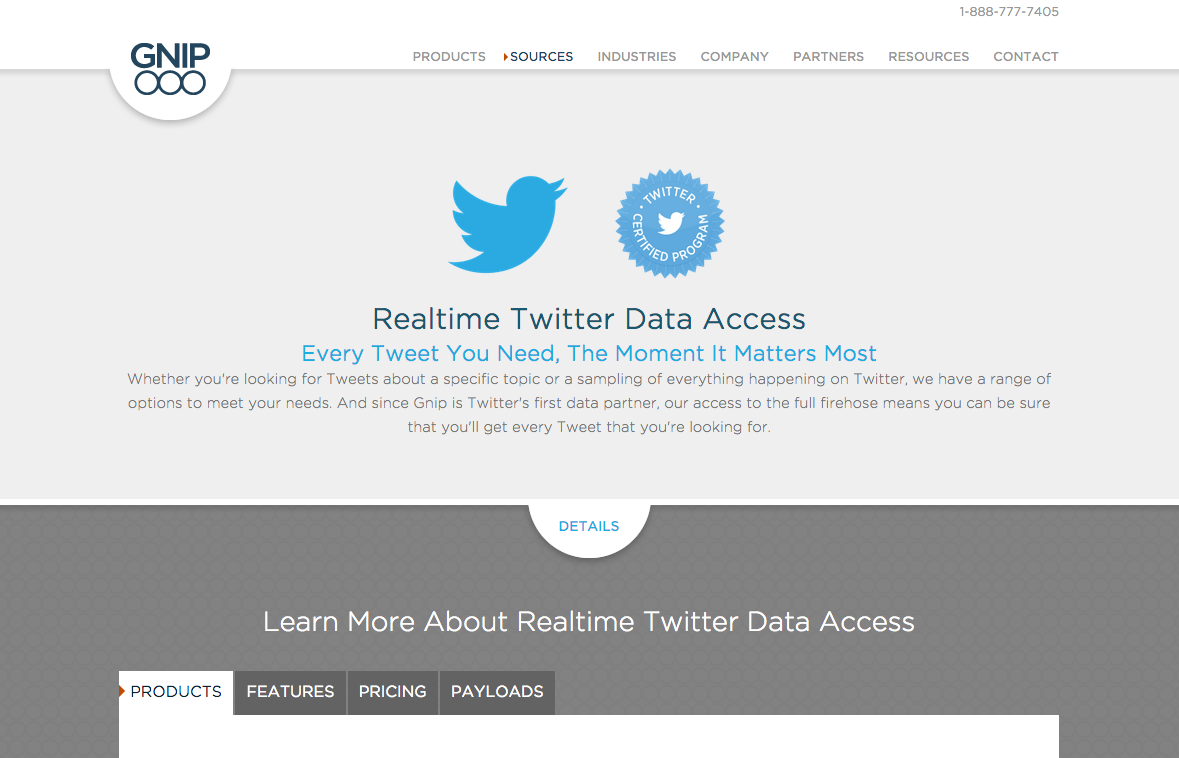 1-888-777-7405
GNIP
PRODUCTS SOURCES INDUSTRIES COMPANY PARTNERS RESOURCES CONTACT
TWITTER
CERTIFIED PROGRAM
Realtime Twitter Data Access
Every Tweet You Need, The Moment It Matters Most
Whether you're looking for Tweets about a specific topic or a sampling of everything happening on Twitter, we have a range of
options to meet your needs. And since Gnip is Twitter's first data partner, our access to the full firehose means you can be sure
that you'll get every Tweet that you're looking for.
DETAILS
Learn More About Realtime Twitter Data Access
PRODUCTS FEATURES PRICING PAYLOADS